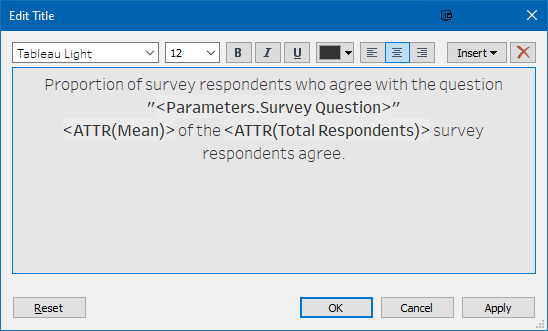 Edit Title
Tableau Light 12 B I U Insert
Proportion of survey respondents who agree with the question
"<Parameters.Survey Question>"
<ATTR(Mean)> of the <ATTR(Total Respondents)> survey
respondents agree.
Reset OK Cancel Apply